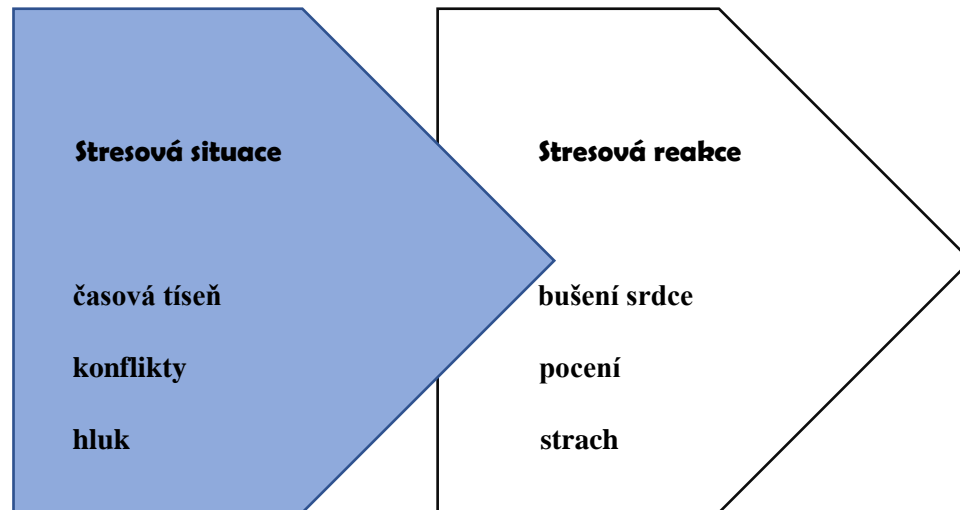 Stresová situace
časová tíseň
konflikty
hluk
Stresová reakce
bušení srdce
pocení
strach